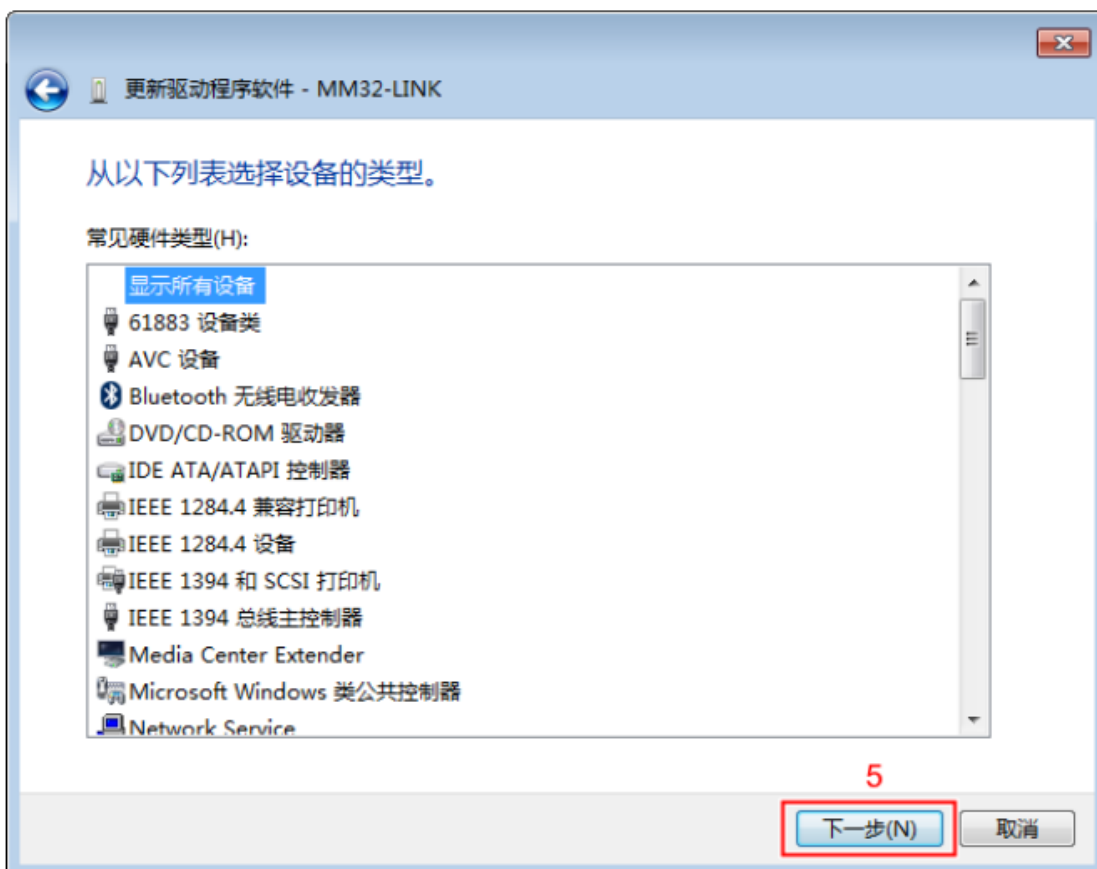 更新驱动程序软件 - MM32-LINK
从以下列表选择设备的类型。
常见硬件类型(H):
显示所有设备
61883 设备类
AVC 设备
Bluetooth 无线电收发器
DVD/CD-ROM 驱动器
IDE ATA/ATAPI 控制器
IEEE 1284.4 兼容打印机
IEEE 1284.4 设备
IEEE 1394 和 SCSI 打印机
IEEE 1394 总线主控制器
Media Center Extender
Microsoft Windows 类公共控制器
Network Service
5
下一步(N) 取消